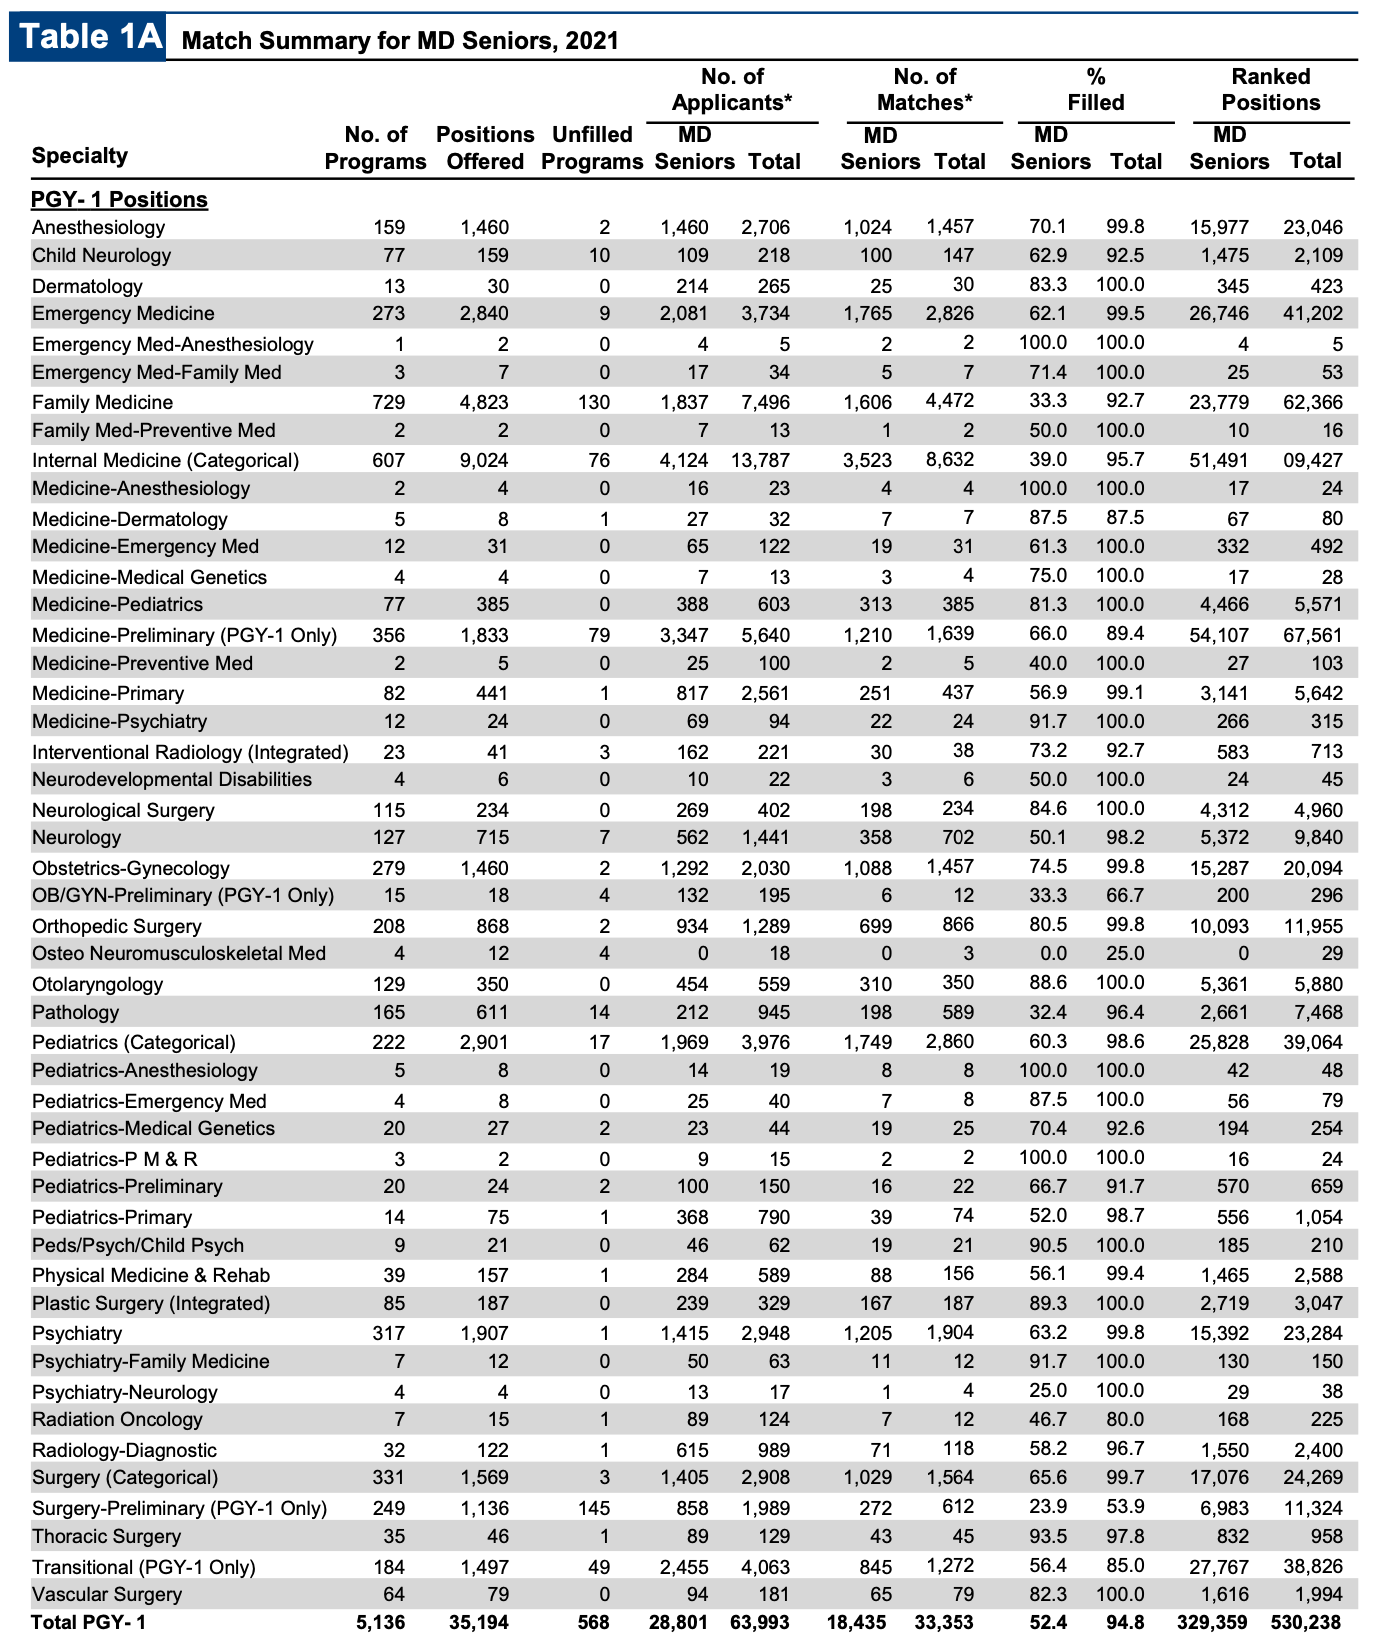 Table 1A Match Summary for MD Seniors, 2021
No. of No. of % Ranked
Applicants* Matches* Filled Positions
No. of Positions Unfilled MD MD MD MD
Specialty Programs Offered Programs Seniors Total Seniors Total Seniors Total Seniors Total
PGY- 1 Positions
Anesthesiology 159 1,460 2 1,460 2,706 1,024 1,457 70.1 99.8 15,977 23,046
Child Neurology 77 159 10 109 218 100 147 62.9 92.5 1,475 2,109
Dermatology 13 30 0 214 265 25 30 83.3 100.0 345 423
Emergency Medicine 273 2,840 9 2,081 3,734 1,765 2,826 62.1 99.5 26,746 41,202
Emergency Med-Anesthesiology 1 2 0 4 5 2 2 100.0 100.0 4 5
Emergency Med-Family Med 3 7 0 17 34 5 7 71.4 100.0 25 53
Family Medicine 729 4,823 130 1,837 7,496 1,606 4,472 33.3 92.7 23,779 62,366
Family Med-Preventive Med 2 2 0 7 13 1 2 50.0 100.0 10 16
Internal Medicine (Categorical) 607 9,024 76 4,124 13,787 3,523 8,632 39.0 95.7 51,491 09,427
Medicine-Anesthesiology 2 4 0 16 23 4 4 100.0 100.0 17 24
Medicine-Dermatology 5 8 1 27 32 7 7 87.5 87.5 67 80
Medicine-Emergency Med 12 31 0 65 122 19 31 61.3 100.0 332 492
Medicine-Medical Genetics 4 4 0 7 13 3 4 75.0 100.0 17 28
Medicine-Pediatrics 77 385 0 388 603 313 385 81.3 100.0 4,466 5,571
Medicine-Preliminary (PGY-1 Only) 356 1,833 79 3,347 5,640 1,210 1,639 66.0 89.4 54,107 67,561
Medicine-Preventive Med 2 5 0 25 100 2 5 40.0 100.0 27 103
Medicine-Primary 82 441 1 817 2,561 251 437 56.9 99.1 3,141 5,642
Medicine-Psychiatry 12 24 0 69 94 22 24 91.7 100.0 266 315
Interventional Radiology (Integrated) 23 41 3 162 221 30 38 73.2 92.7 583 713
Neurodevelopmental Disabilities 4 6 0 10 22 3 6 50.0 100.0 24 45
Neurological Surgery 115 234 0 269 402 198 234 84.6 100.0 4,312 4,960
Neurology 127 715 7 562 1,441 358 702 50.1 98.2 5,372 9,840
Obstetrics-Gynecology 279 1,460 2 1,292 2,030 1,088 1,457 74.5 99.8 15,287 20,094
OB/GYN-Preliminary (PGY-1 Only) 15 18 4 132 195 6 12 33.3 66.7 200 296
Orthopedic Surgery 208 868 2 934 1,289 699 866 80.5 99.8 10,093 11,955
Osteo Neuromusculoskeletal Med 4 12 4 0 18 0 3 0.0 25.0 0 29
Otolaryngology 129 350 0 454 559 310 350 88.6 100.0 5,361 5,880
Pathology 165 611 14 212 945 198 589 32.4 96.4 2,661 7,468
Pediatrics (Categorical) 222 2,901 17 1,969 3,976 1,749 2,860 60.3 98.6 25,828 39,064
Pediatrics-Anesthesiology 5 8 0 14 19 8 8 100.0 100.0 42 48
Pediatrics-Emergency Med 4 8 0 25 40 7 8 87.5 100.0 56 79
Pediatrics-Medical Genetics 20 27 2 23 44 19 25 70.4 92.6 194 254
Pediatrics-P M & R 3 2 0 9 15 2 2 100.0 100.0 16 24
Pediatrics-Preliminary 20 24 2 100 150 16 22 66.7 91.7 570 659
Pediatrics-Primary 14 75 1 368 790 39 74 52.0 98.7 556 1,054
Peds/Psych/Child Psych 9 21 0 46 62 19 21 90.5 100.0 185 210
Physical Medicine & Rehab 39 157 1 284 589 88 156 56.1 99.4 1,465 2,588
Plastic Surgery (Integrated) 85 187 0 239 329 167 187 89.3 100.0 2,719 3,047
Psychiatry 317 1,907 1 1,415 2,948 1,205 1,904 63.2 99.8 15,392 23,284
Psychiatry-Family Medicine 7 12 0 50 63 11 12 91.7 100.0 130 150
Psychiatry-Neurology 4 4 0 13 17 1 4 25.0 100.0 29 38
Radiation Oncology 7 15 1 89 124 7 12 46.7 80.0 168 225
Radiology-Diagnostic 32 122 1 615 989 71 118 58.2 96.7 1,550 2,400
Surgery (Categorical) 331 1,569 3 1,405 2,908 1,029 1,564 65.6 99.7 17,076 24,269
Surgery-Preliminary (PGY-1 Only) 249 1,136 145 858 1,989 272 612 23.9 53.9 6,983 11,324
Thoracic Surgery 35 46 1 89 129 43 45 93.5 97.8 832 958
Transitional (PGY-1 Only) 184 1,497 49 2,455 4,063 845 1,272 56.4 85.0 27,767 38,826
Vascular Surgery 64 79 0 94 181 65 79 82.3 100.0 1,616 1,994
Total PGY- 1 5,136 35,194 568 28,801 63,993 18,435 33,353 52.4 94.8 329,359 530,238